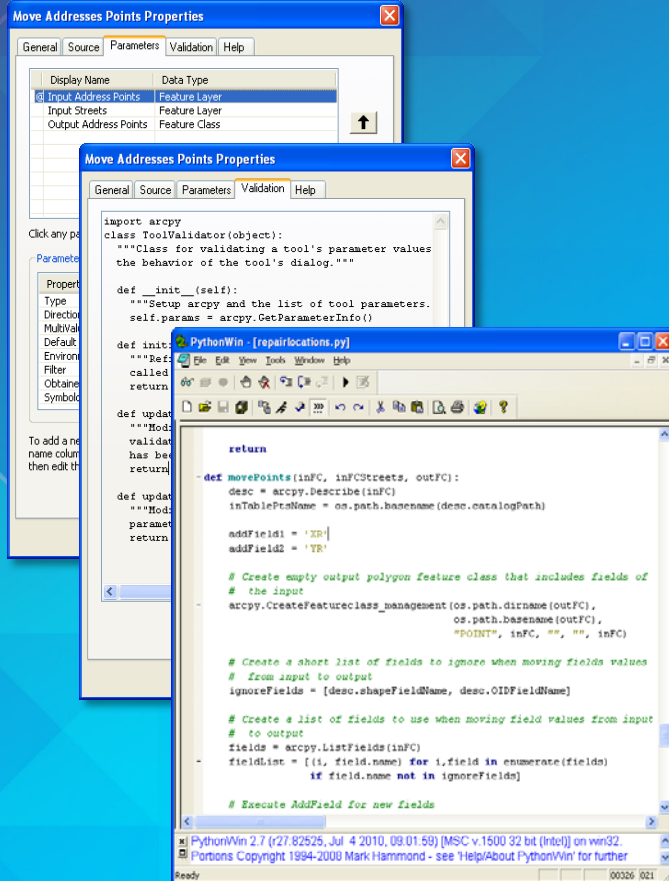 Move Addresses Points Properties
General Source Parameters Validation Help
Display Name Data Type
Input Address Points Feature Layer
Input Streets Feature Layer
Output Address Points Feature Class
Click any
Type
MultiValu
Default
Filter
To add a ne
name colum
then edit th
Move Addresses Points Properties
General Source Parameters Validation Help
import arcpy
class ToolValidator(object):
"""Class for validating a tool's parameter values
the behavior of the tool's dialog."""
def __init__(self):
"""Setup arcpy and the list of tool parameters.
self.params = arcpy.GetParameterInfo()
def init
"""Ref
called
return
def updat
"""Modi
validat
has bee
return
def updat
"""Modi
paramet
return
PythonWin - [repairlocations.py]
File Edit View Tools Window Help
return
def movePoints(inFC, inFCStreets, outFC):
desc = arcpy.Describe(inFC)
inTablePtsName = os.path.basename(desc.catalogPath)
addField1 = 'XR'
addField2 = 'YR'
# Create empty output polygon feature class that includes fields of
# the input
arcpy.CreateFeatureclass_management(os.path.dirname(outFC),
os.path.basename(outFC),
"POINT", inFC, "", "", inFC)
# Create a short list of fields to ignore when moving fields values
# from input to output
ignoreFields = [desc.shapeFieldName, desc.OIDFieldName]
# Create a list of fields to use when moving field values from input
# to output
fields = arcpy.ListFields(inFC)
fieldList = [(i, field.name) for i,field in enumerate(fields)
if field.name not in ignoreFields]
# Execute AddField for new fields
PythonWin 2.7 (r27:82525, Jul 4 2010, 09:01:59) [MSC v.1500 32 bit (Intel)] on win32.
Portions Copyright 1994-2008 Mark Hammond - see 'Help/About PythonWin' for further
Ready
00326 021